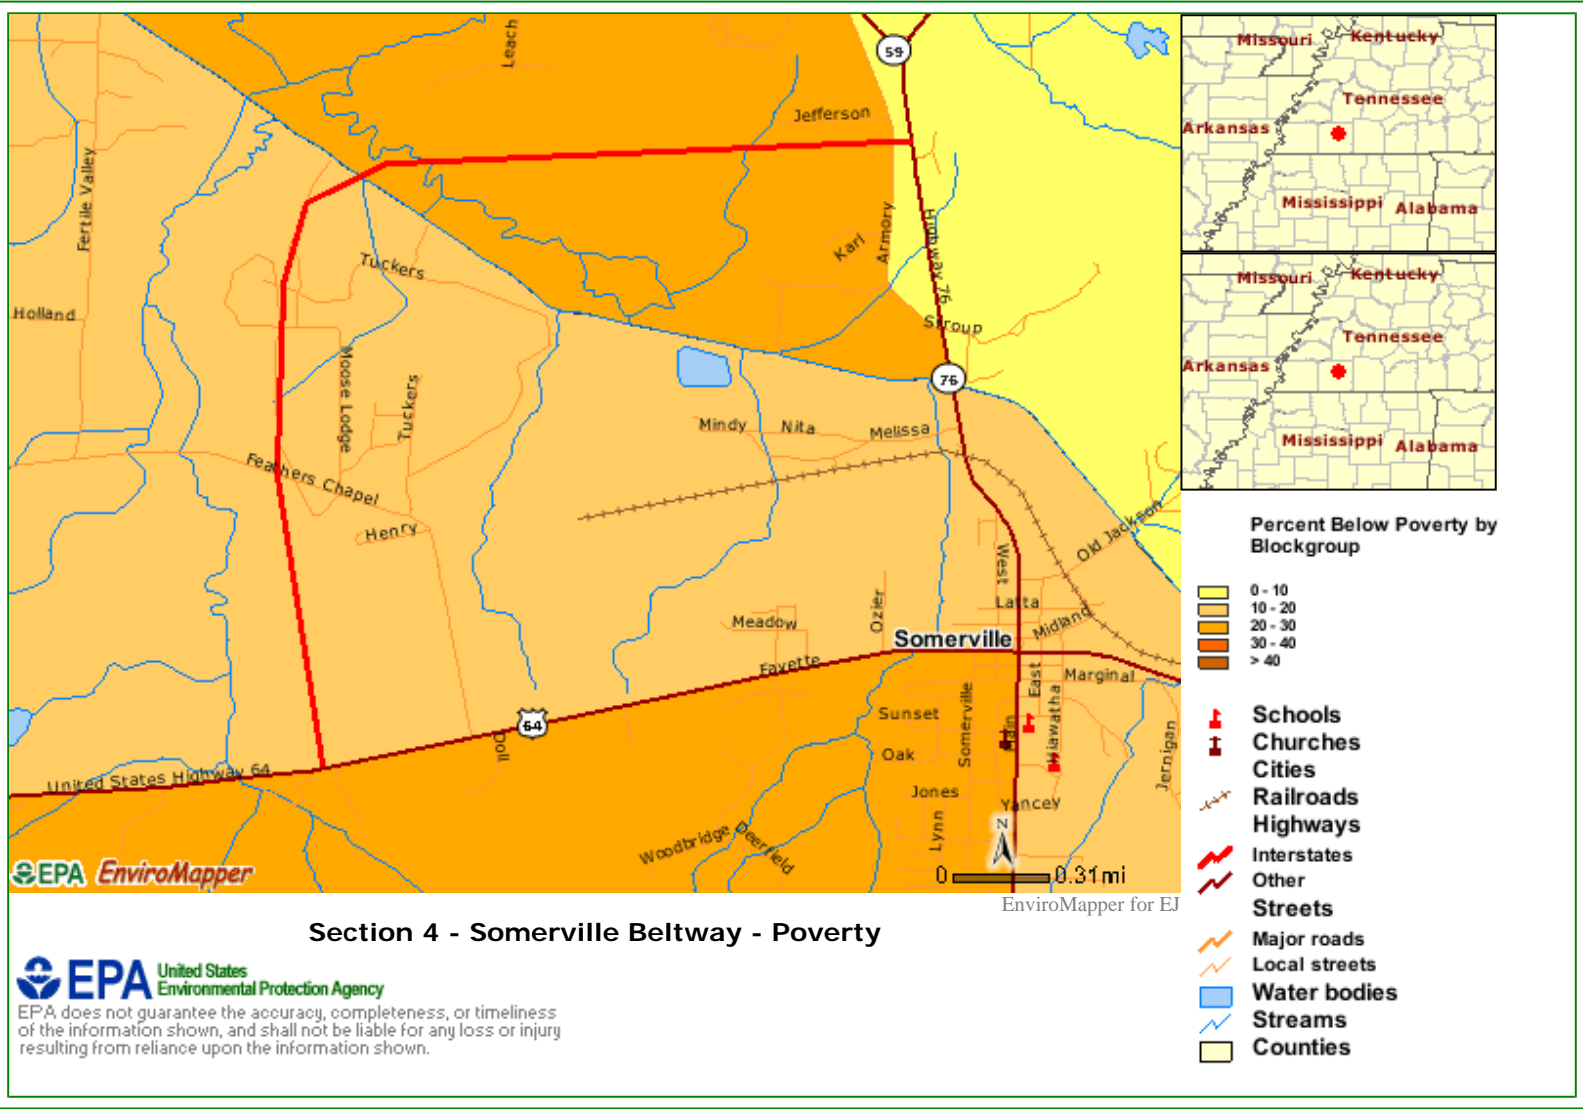 Leach
59
Jefferson
Fertile Valley
Armory
Karl
Highway 76
Tuckers
Holland
Stroup
Moose Lodge
Tuckers
76
Mindy
Nita
Melissa
Feathers Chapel
Henry
Old Jackson
West
Latta
Ozier
Meadow
Midland
Somerville
Fayette
East
Marginal
Sunset
Somerville
Main
Hiawatha
64
Doll
Oak
Jernigan
United States Highway 64
Jones
Yancey
Lynn
Woodbridge
Deerfield
N
0 0.31mi
EPA EnviroMapper
EnviroMapper for EJ
Missouri
Kentucky
Tennessee
Arkansas
Mississippi
Alabama
Missouri
Kentucky
Tennessee
Arkansas
Mississippi
Alabama
Percent Below Poverty by
Blockgroup
0 - 10
10 - 20
20 - 30
30 - 40
> 40
Schools
Churches
Cities
Railroads
Highways
Interstates
Other
Streets
Major roads
Local streets
Water bodies
Streams
Counties
Section 4 - Somerville Beltway - Poverty
EPA United States
Environmental Protection Agency
EPA does not guarantee the accuracy, completeness, or timeliness
of the information shown, and shall not be liable for any loss or injury
resulting from reliance upon the information shown.